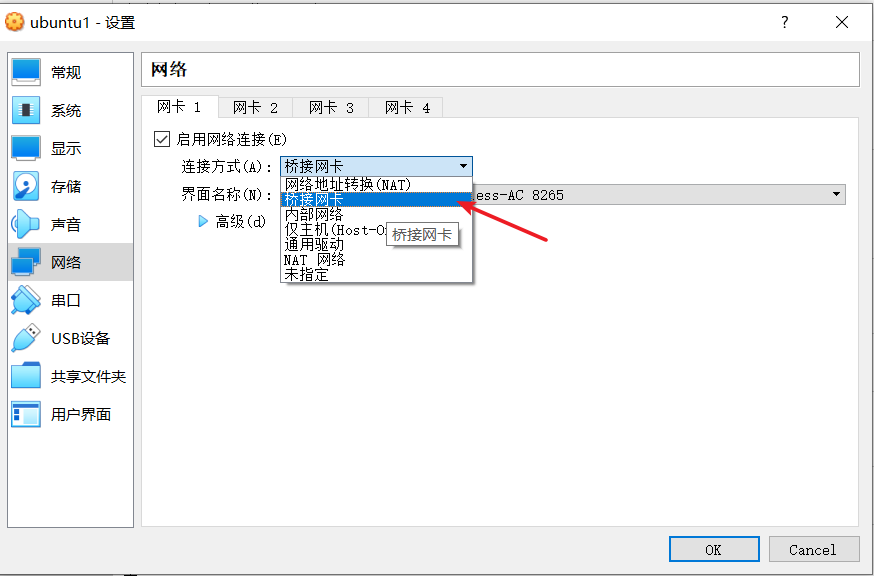 ubuntu1 - 设置
?
常规
系统
显示
存储
声音
网络
串口
USB设备
共享文件夹
用户界面
网络
网卡 1
网卡 2
网卡 3
网卡 4
启用网络连接(E)
连接方式(A):
桥接网卡
网络地址转换(NAT)
桥接网卡
内部网络
仅主机(Host-O
通用驱动
NAT 网络
未指定
桥接网卡
界面名称(N):
ess-AC 8265
高级(d)
OK
Cancel